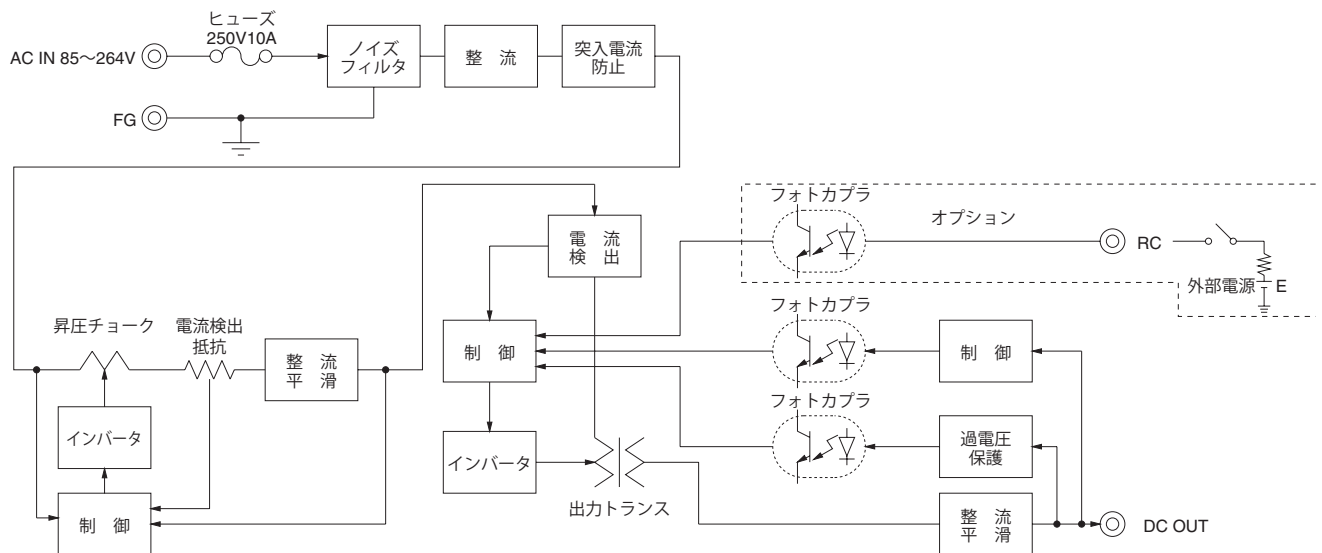 ヒューズ
250V10A
AC IN 85～264V
ノイズ
フィルタ
整 流
突入電流
防止
FG
フォトカプラ
オプション
RC
外部電源
E
電 流
検 出
昇圧チョーク
電流検出
抵抗
整 流
平 滑
制 御
フォトカプラ
制 御
インバータ
フォトカプラ
過電圧
保護
インバータ
出力トランス
制 御
整 流
平 滑
DC OUT